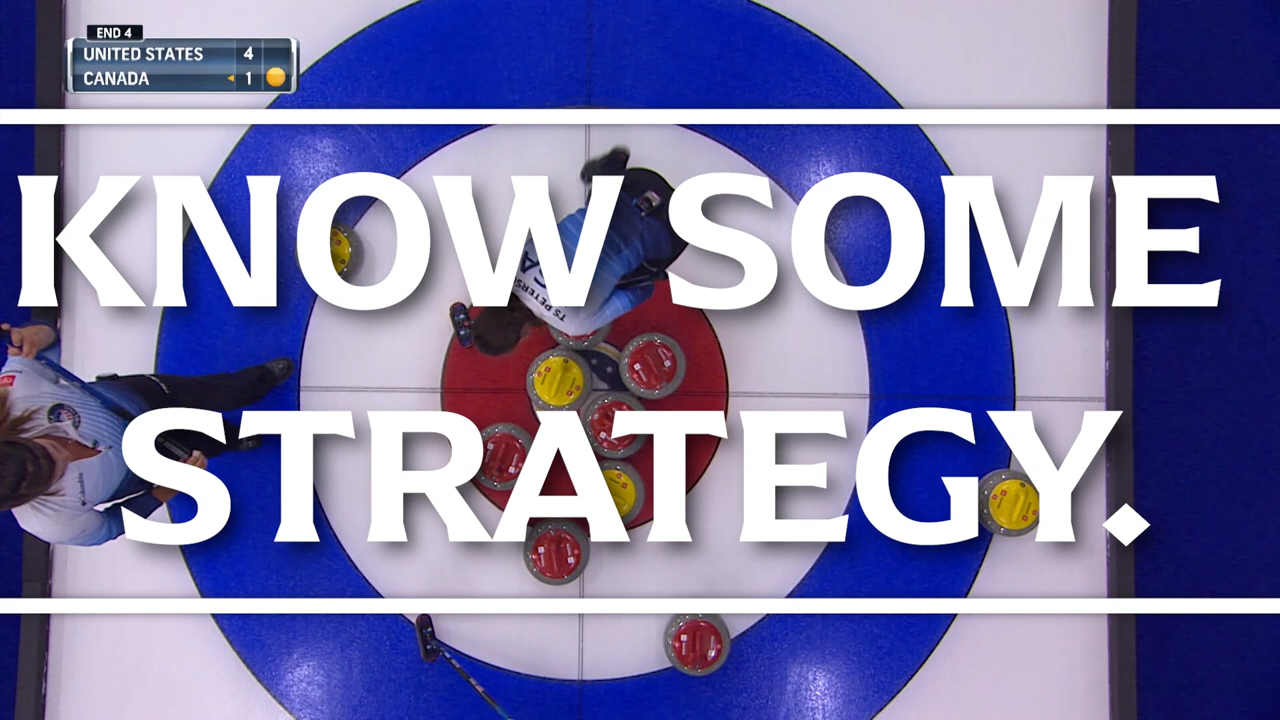 END 4
UNITED STATES 4
CANADA 1
KNOW SOME
STRATEGY.